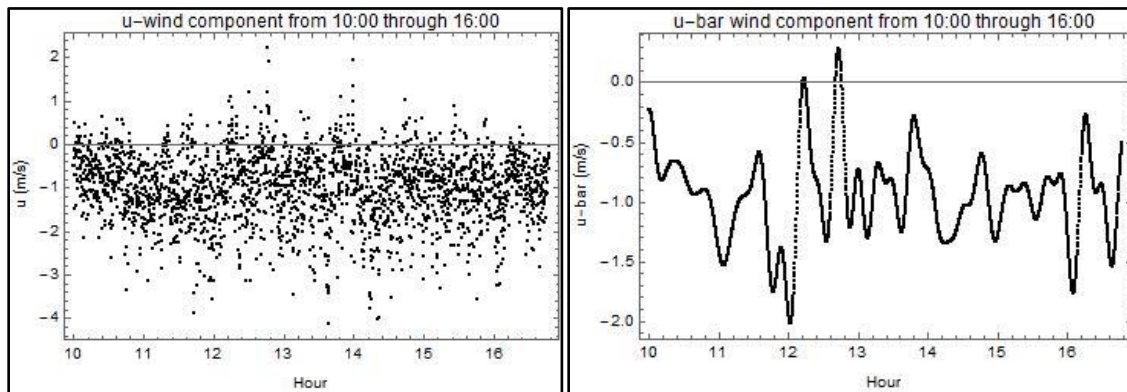 u-wind component from 10:00 through 16:00
2
1
0
-1
-2
-3
-4
u (m/s)
10 11 12 13 14 15 16
Hour
u-bar wind component from 10:00 through 16:00
0.0
-0.5
-1.0
-1.5
-2.0
u-bar (m/s)
10 11 12 13 14 15 16
Hour